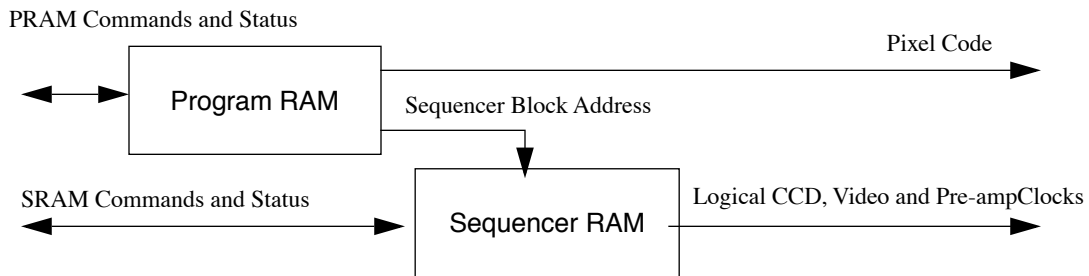 PRAM Commands and Status
Pixel Code
Program RAM
Sequencer Block Address
SRAM Commands and Status
Logical CCD, Video and Pre-ampClocks
Sequencer RAM